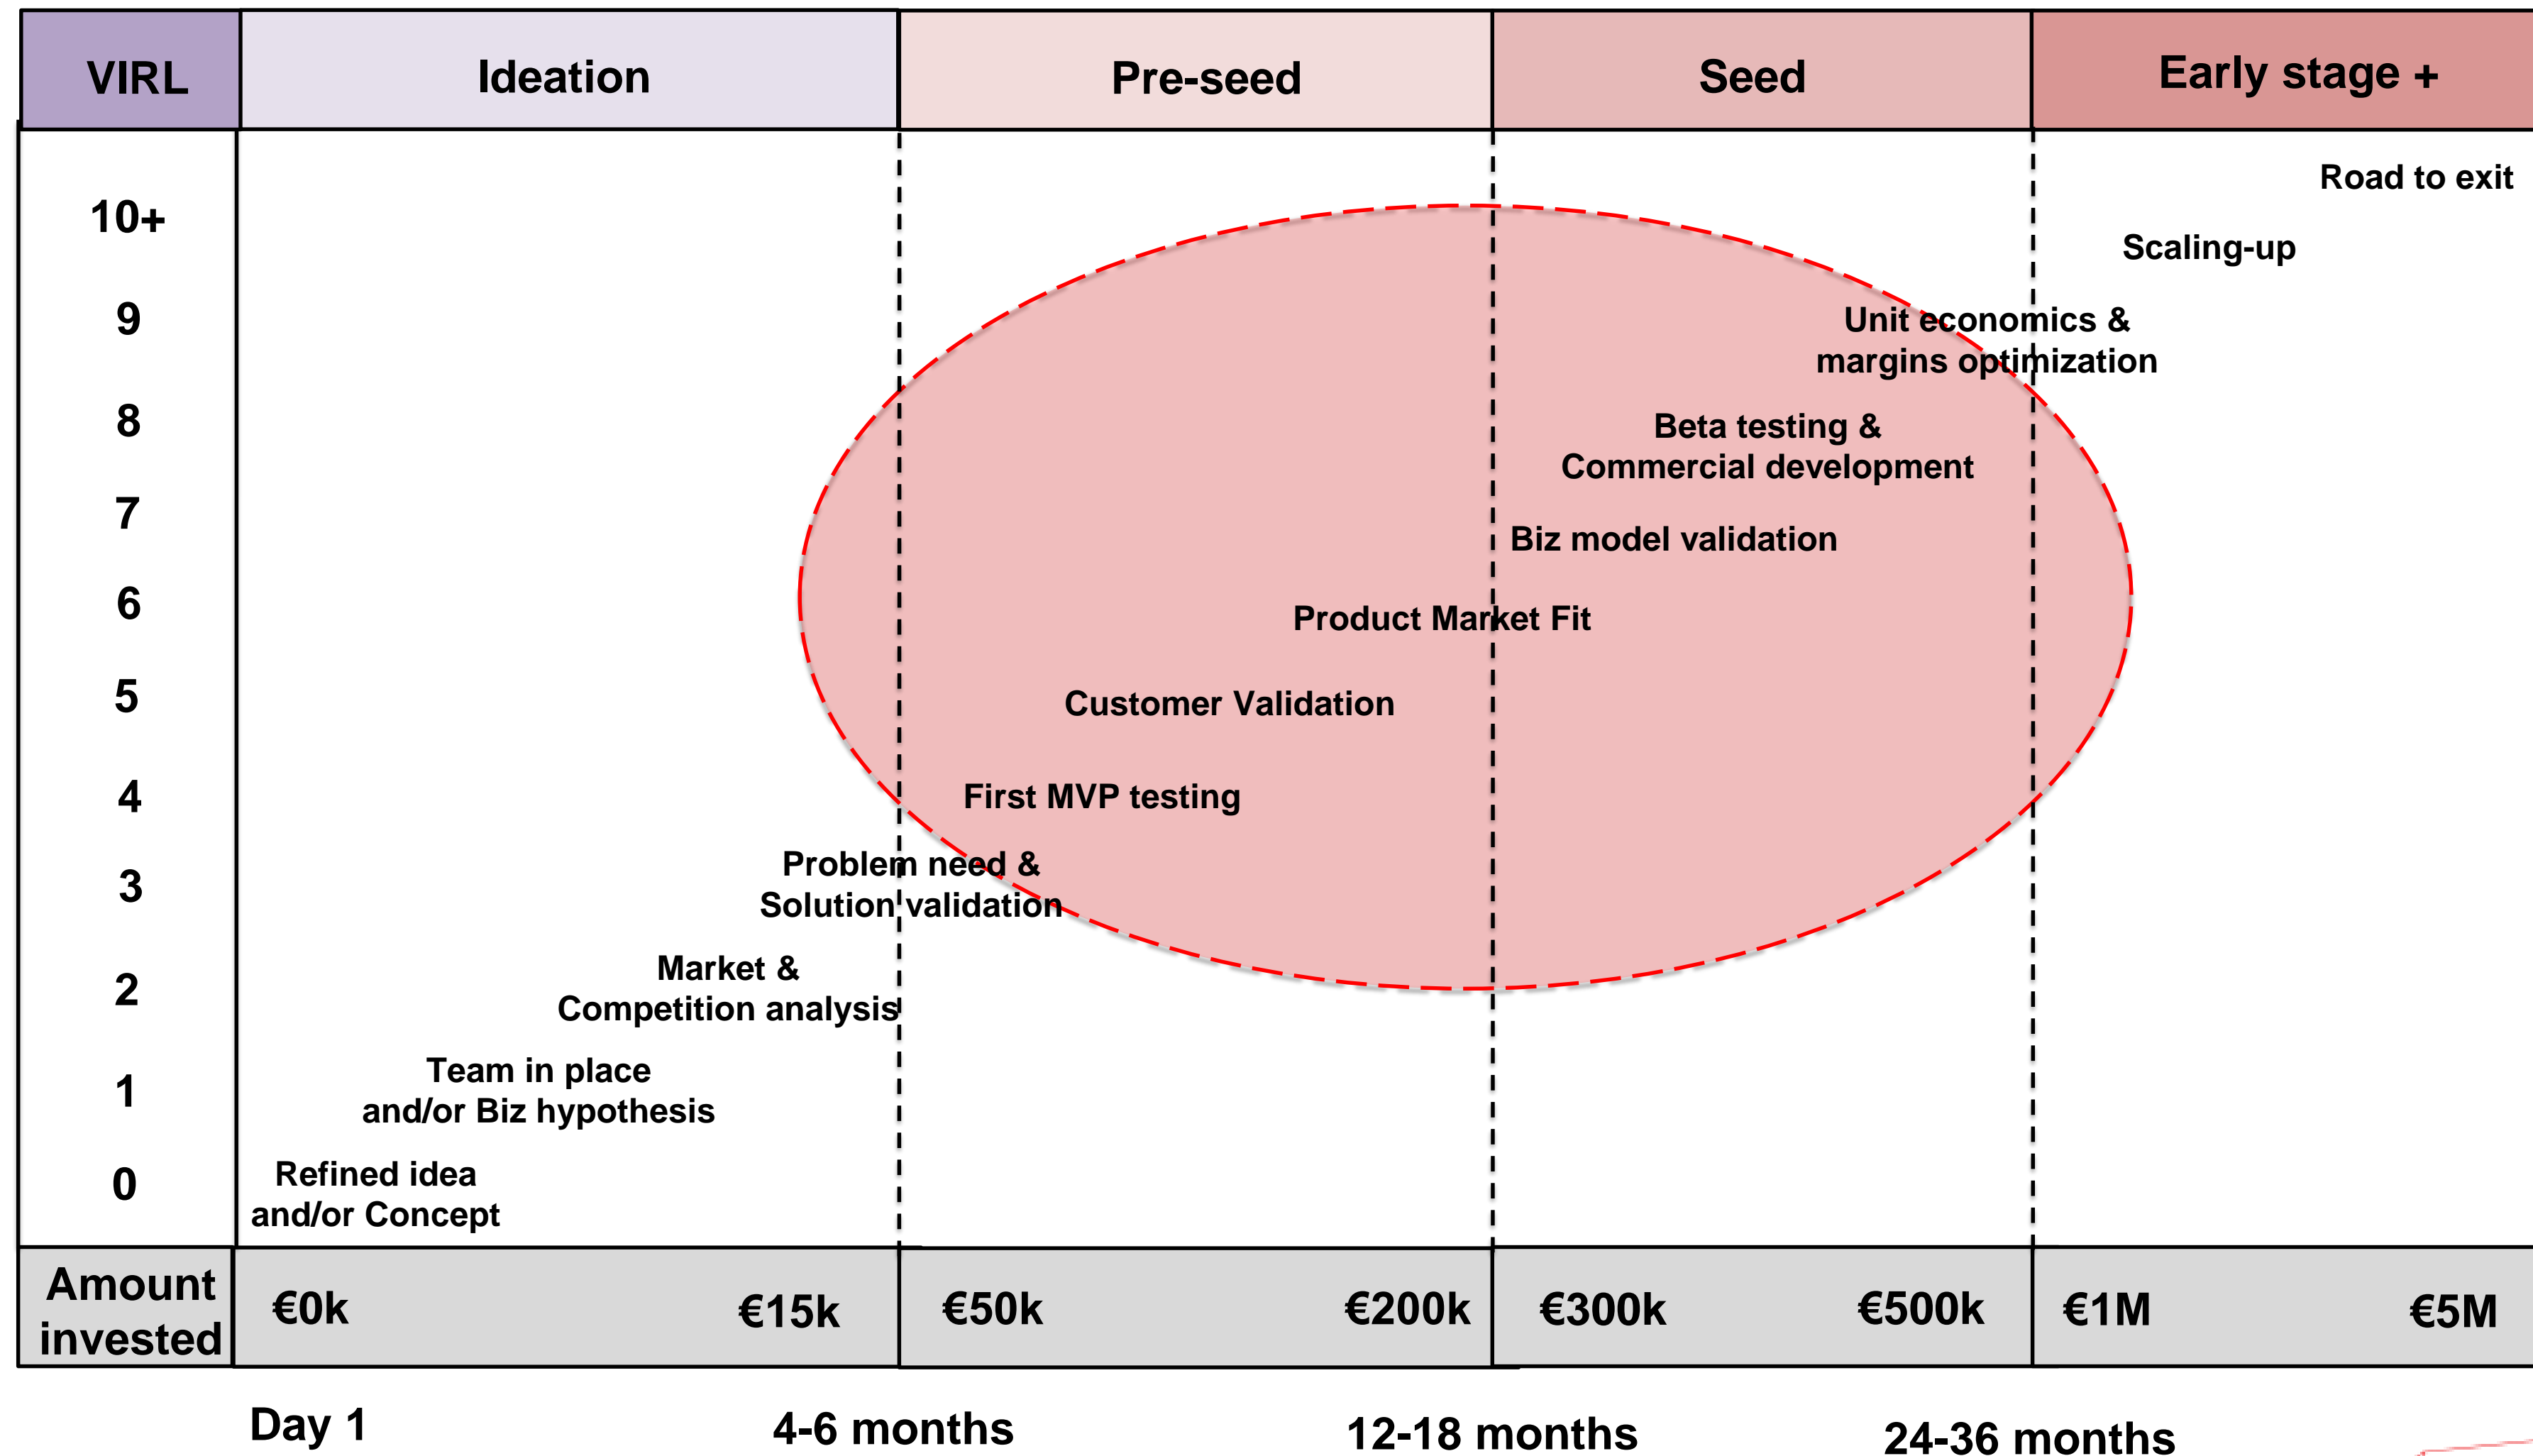 VIRL
Ideation
Pre-seed
Seed
Early stage +
Road to exit
10+
Scaling-up
9
Unit economics &
margins optimization
8
Beta testing &
Commercial development
7
Biz model validation
6
Product Market Fit
5
Customer Validation
4
First MVP testing
3
Problem need &
Solution validation
2
Market &
Competition analysis
1
Team in place
and/or Biz hypothesis
0
Refined idea
and/or Concept
Amount
invested
€0k
€15k
€50k
€200k
€300k
€500k
€1M
€5M
Day 1
4-6 months
12-18 months
24-36 months